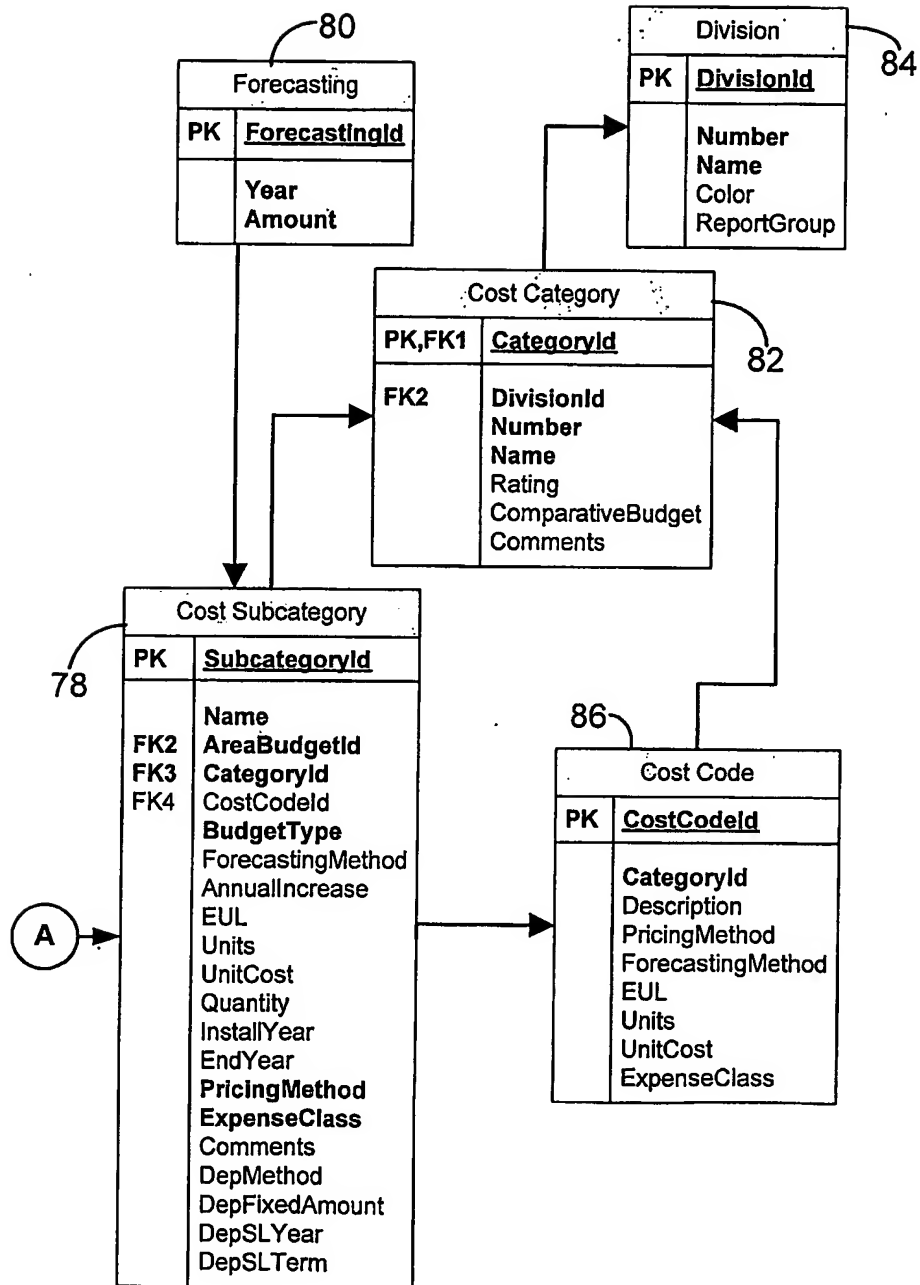 80
Forecasting
PK ForecastingId
Year
Amount
Division
84
PK DivisionId
Number
Name
Color
ReportGroup
Cost Category
82
PK,FK1 CategoryId
FK2 DivisionId
Number
Name
Rating
ComparativeBudget
Comments
Cost Subcategory
78
PK SubcategoryId
Name
FK2 AreaBudgetId
FK3 CategoryId
FK4 CostCodeId
BudgetType
ForecastingMethod
AnnualIncrease
EUL
Units
UnitCost
Quantity
InstallYear
EndYear
PricingMethod
ExpenseClass
Comments
DepMethod
DepFixedAmount
DepSLYear
DepSLTerm
A
86
Cost Code
PK CostCodeId
CategoryId
Description
PricingMethod
ForecastingMethod
EUL
Units
UnitCost
ExpenseClass